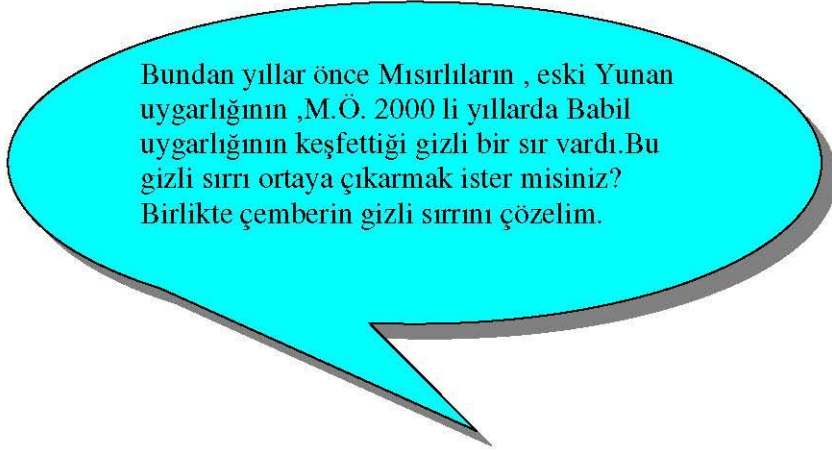 Bundan yıllar önce Mısırlıların , eski Yunan
uygarlığının ,M.Ö. 2000 li yıllarda Babil
uygarlığının keşfettiği gizli bir sır vardı.Bu
gizli sırrı ortaya çıkarmak ister misiniz?
Birlikte çemberin gizli sırrını çözelim.